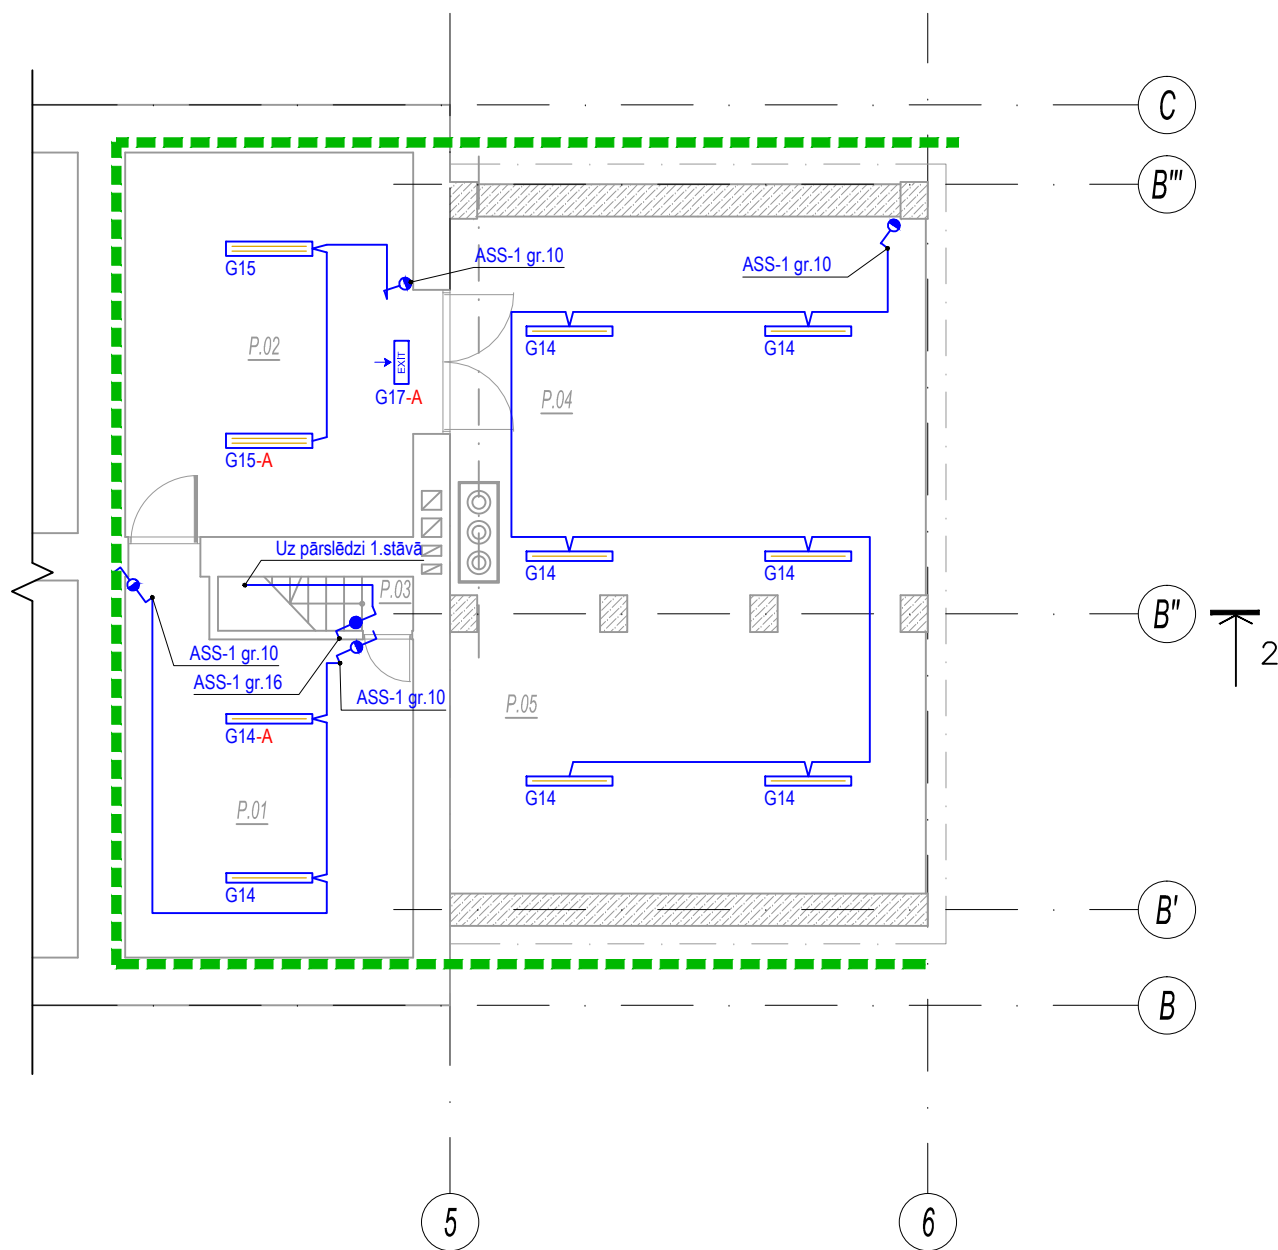 C
B'''
ASS-1 gr.10
ASS-1 gr.10
G15
G14
G14
P.02
EXIT
G17-A
P.04
G15-A
Uz pārslēdzi 1.stāvā
G14
G14
P.03
B''
2
ASS-1 gr.10
ASS-1 gr.16
ASS-1 gr.10
P.05
G14-A
G14
G14
P.01
G14
B'
B
5
6